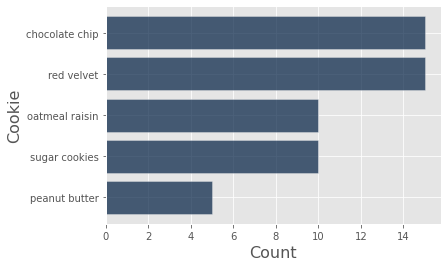 chocolate chip
red velvet
oatmeal raisin
sugar cookies
peanut butter
Cookie
0 2 4 6 8 10 12 14
Count